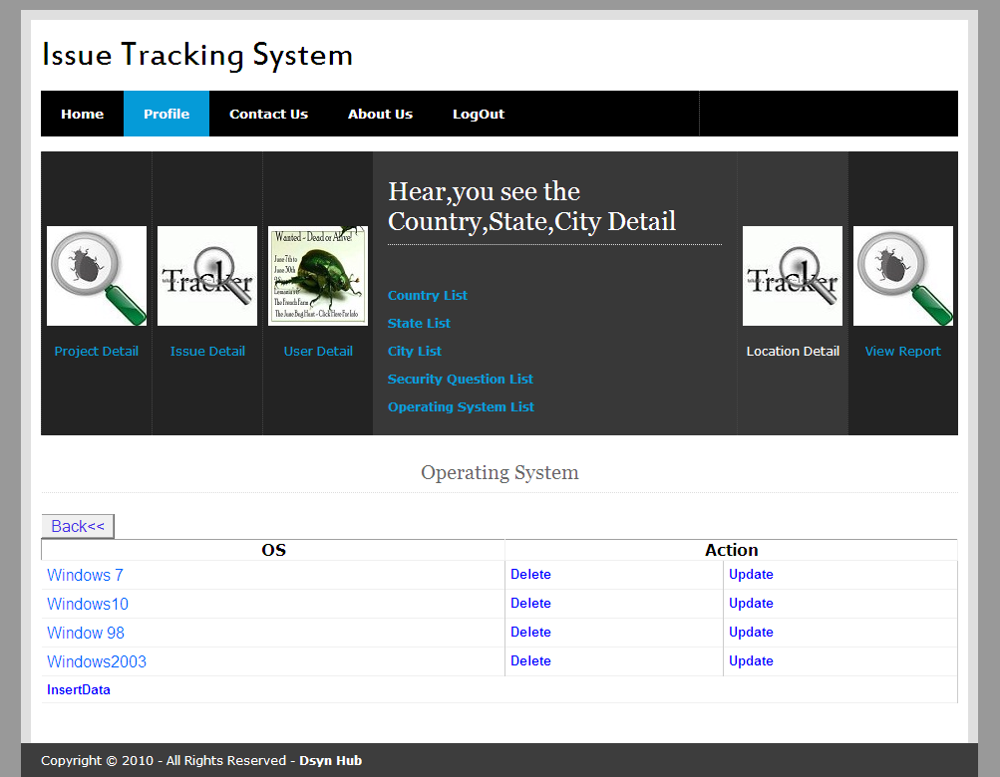 Issue Tracking System
Home Profile Contact Us About Us LogOut
Hear,you see the
Country,State,City Detail
Wanted - Dead or Alive!
June 7th to
June 30th
The French Farm
The June Bug Hunt - Click Here For Info
Tracker
Tracker
Country List
State List
City List
Security Question List
Operating System List
Project Detail
Issue Detail
User Detail
Location Detail
View Report
Operating System
Back<<
OS Action
Windows 7 Delete Update
Windows10 Delete Update
Window 98 Delete Update
Windows2003 Delete Update
InsertData
Copyright © 2010 - All Rights Reserved - Dsyn Hub